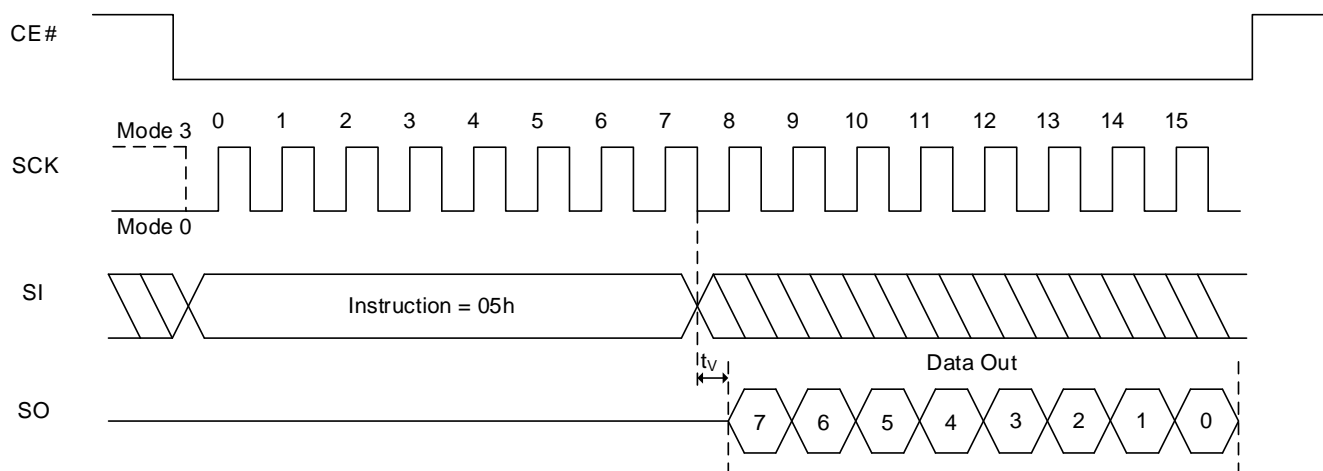 CE#
0 1 2 3 4 5 6 7 8 9 10 11 12 13 14 15
Mode 3
SCK
Mode 0
SI
Instruction = 05h
tV
Data Out
SO
7 6 5 4 3 2 1 0